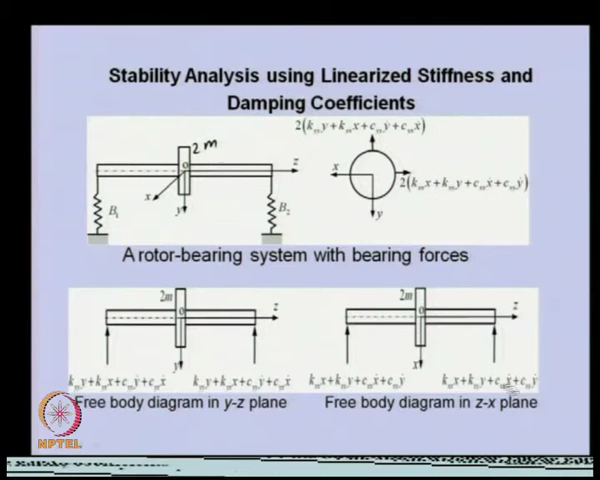 Stability Analysis using Linearized Stiffness and
Damping Coefficients
2m
o
z
x
y
B₁
B₂
2(kyyy+kyxx+cyyẏ+cyxẋ)
x
2(kxxx+kxyy+cxxẋ+cxyẏ)
y
A rotor-bearing system with bearing forces
2m
o
z
y
kyyy+kyxx+cyyẏ+cyxẋ
kyyy+kyxx+cyyẏ+cyxẋ
2m
o
z
x
kxxx+kxyy+cxxẋ+cxyẏ
kxxx+kxyy+cxxẋ+cxyẏ
Free body diagram in y-z plane
Free body diagram in z-x plane
NPTEL